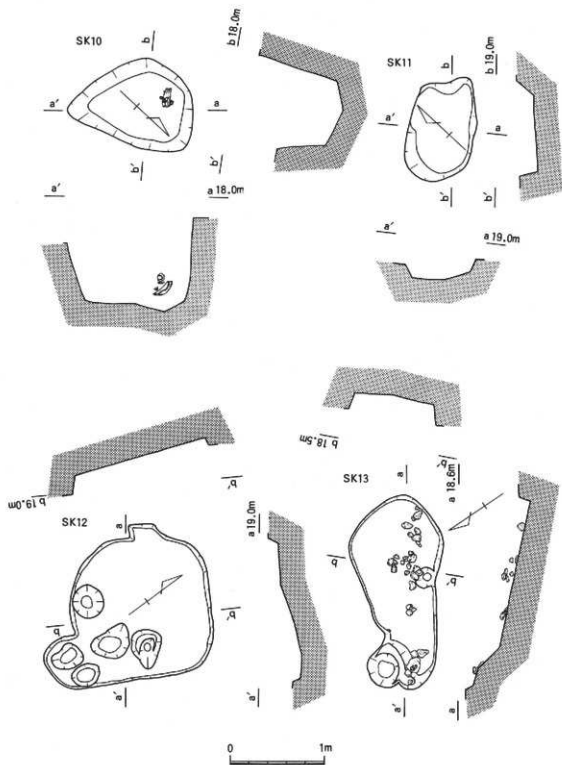 SK10
b
b 18.0m
a'
a
b'
b'
a'
a 18.0m
SK11
b
b 19.0m
a'
a
b'
b'
a'
a 19.0m
b 19.0m
b'
SK12
a
a 19.0m
b
b'
a'
a'
b 18.5m
b'
SK13
a
a 18.6m
b
b'
a'
a'
0
1m